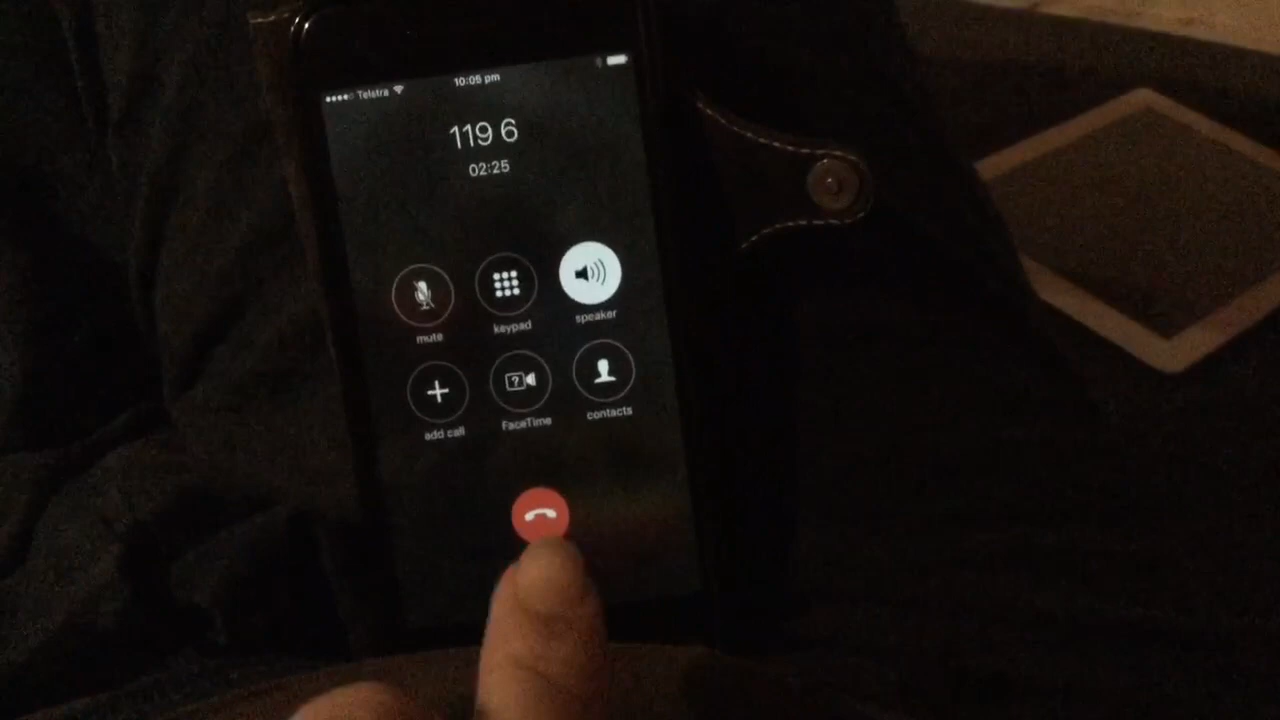 Telstra 10:05 pm
119 6
02:25
mute keypad speaker
?
add call FaceTime contacts